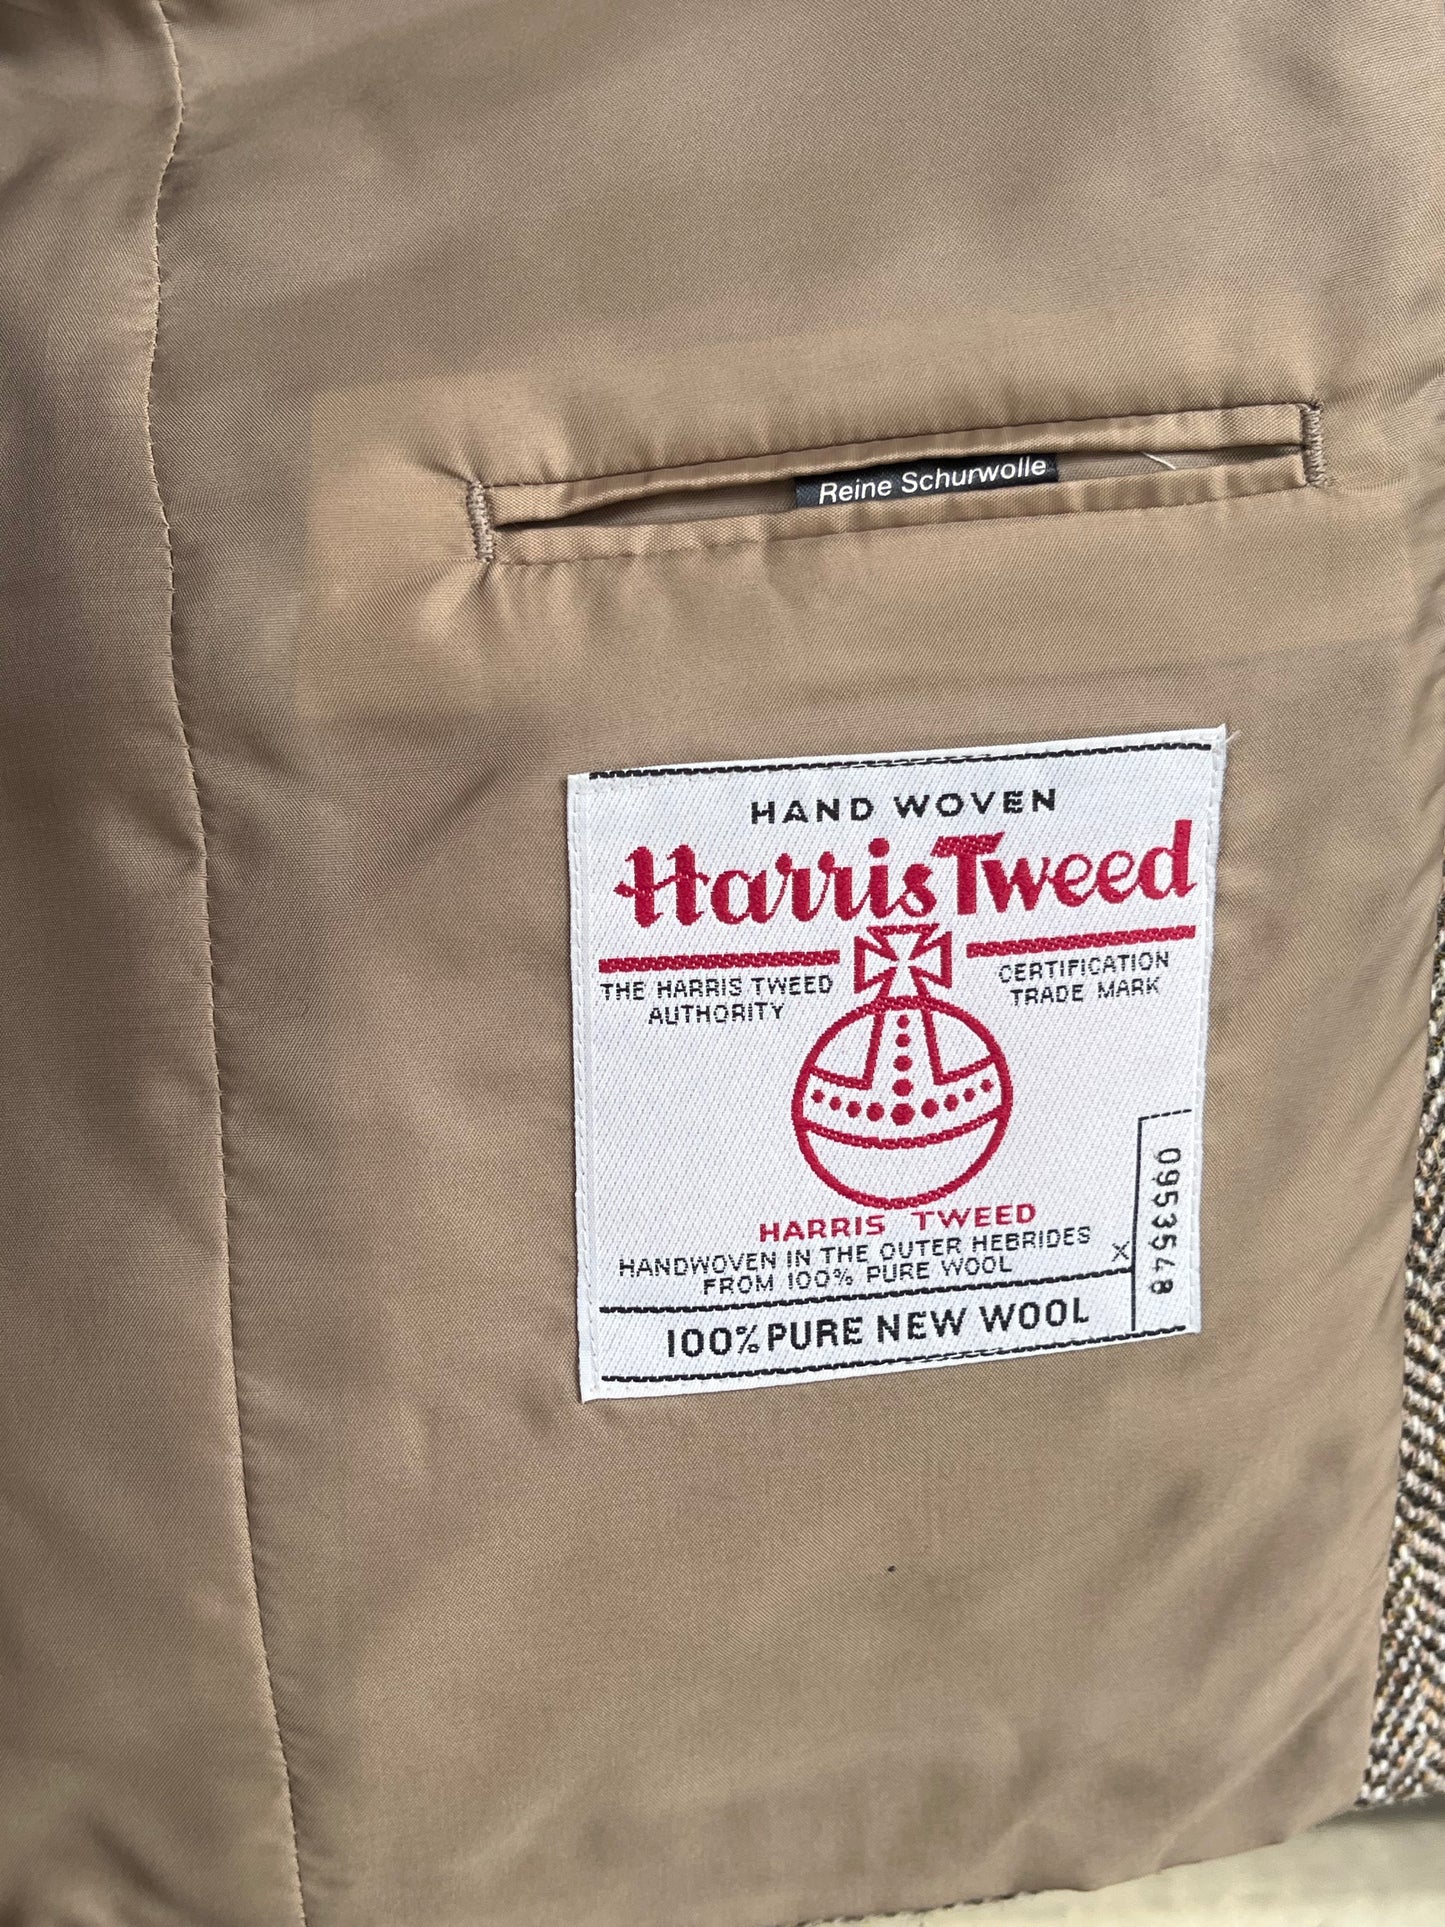 Reine Schurwolle
HAND WOVEN
Harris Tweed
THE HARRIS TWEED
AUTHORITY
CERTIFICATION
TRADE MARK
HARRIS TWEED
HANDWOVEN IN THE OUTER HEBRIDES
FROM 100% PURE WOOL
X
0953548
100% PURE NEW WOOL